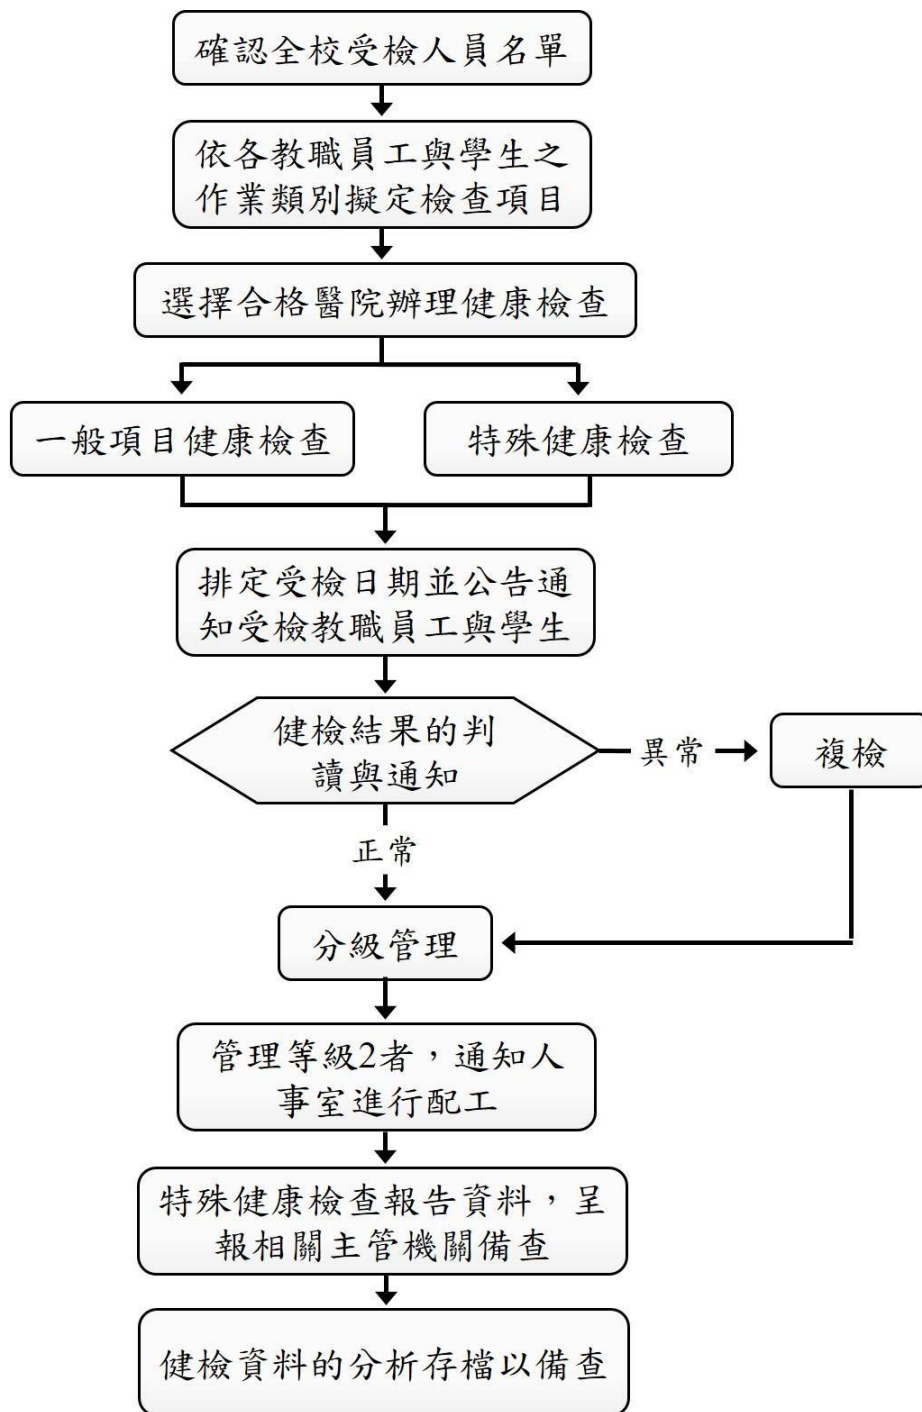 確認全校受檢人員名單
依各教職員工與學生之
作業類別擬定檢查項目
選擇合格醫院辦理健康檢查
一般項目健康檢查
特殊健康檢查
排定受檢日期並公告通
知受檢教職員工與學生
健檢結果的判
讀與通知
異常
複檢
正常
分級管理
管理等級2者，通知人
事室進行配工
特殊健康檢查報告資料，呈
報相關主管機關備查
健檢資料的分析存檔以備查